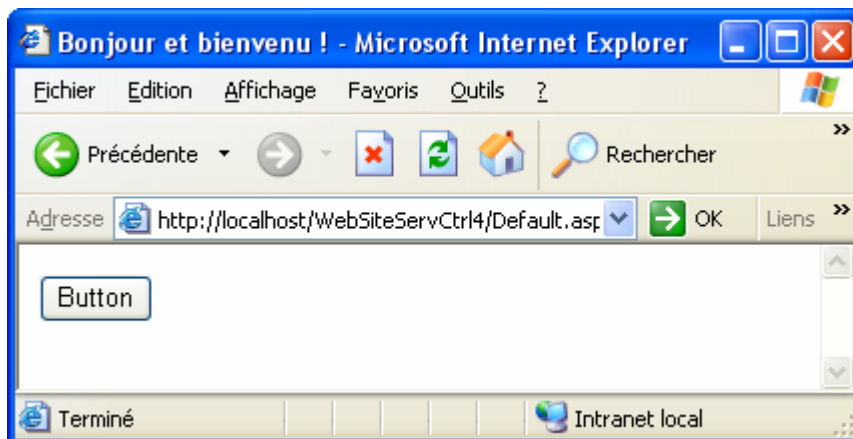 Bonjour et bienvenu ! - Microsoft Internet Explorer
Fichier Edition Affichage Favoris Outils ?
Précédente Rechercher »
Adresse http://localhost/WebSiteServCtrl4/Default.asp OK Liens »
Button
Terminé Intranet local